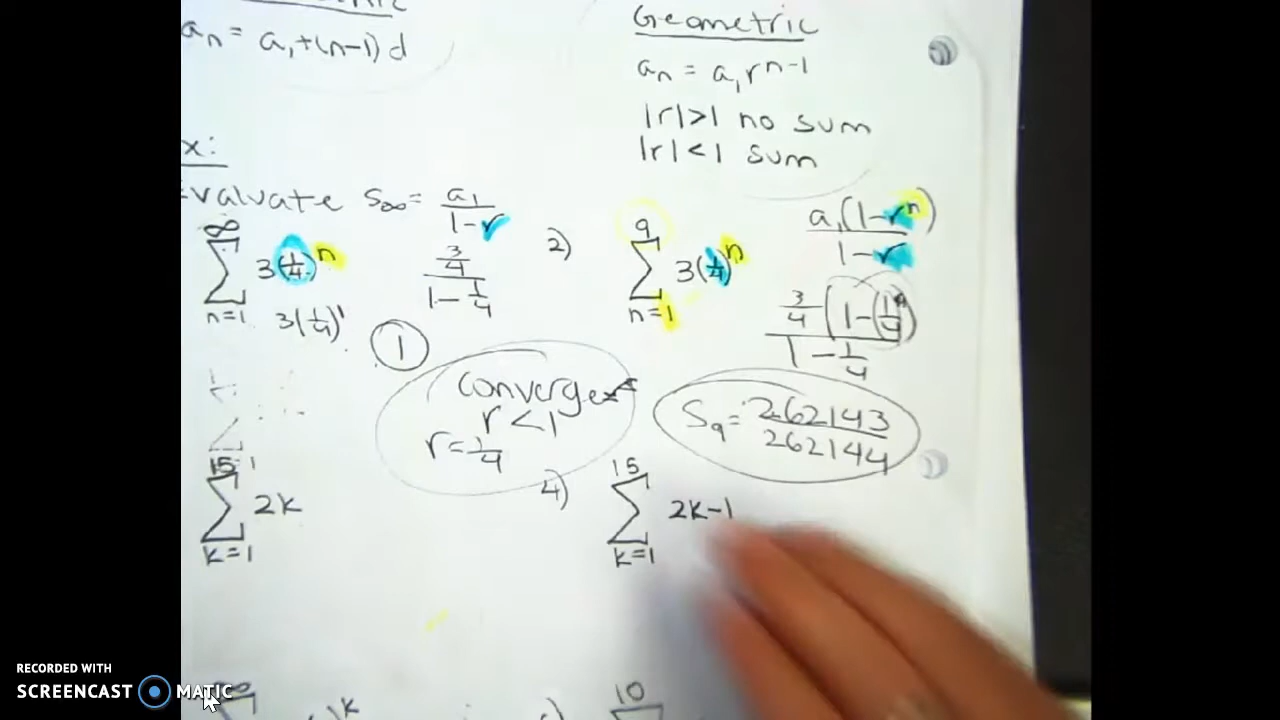 an = a1+(n-1)d
Geometric
an = a1r^n-1
|r|>1 no sum
|r|<1 sum
x:
Evaluate S∞ = a1/1-r
∞ Σ n=1 3(1/4)^n
3(1/4)^1
3/4 / 1-1/4
1
converges
r<1
r=1/4
2) 9 Σ n=1 3(1/4)^n
a1(1-r^n) / 1-r
3/4(1-(1/4)^9) / 1-1/4
S9 = 262143/262144
15 Σ k=1 2k
4) 15 Σ k=1 2k-1
k
10
RECORDED WITH
SCREENCAST MATIC